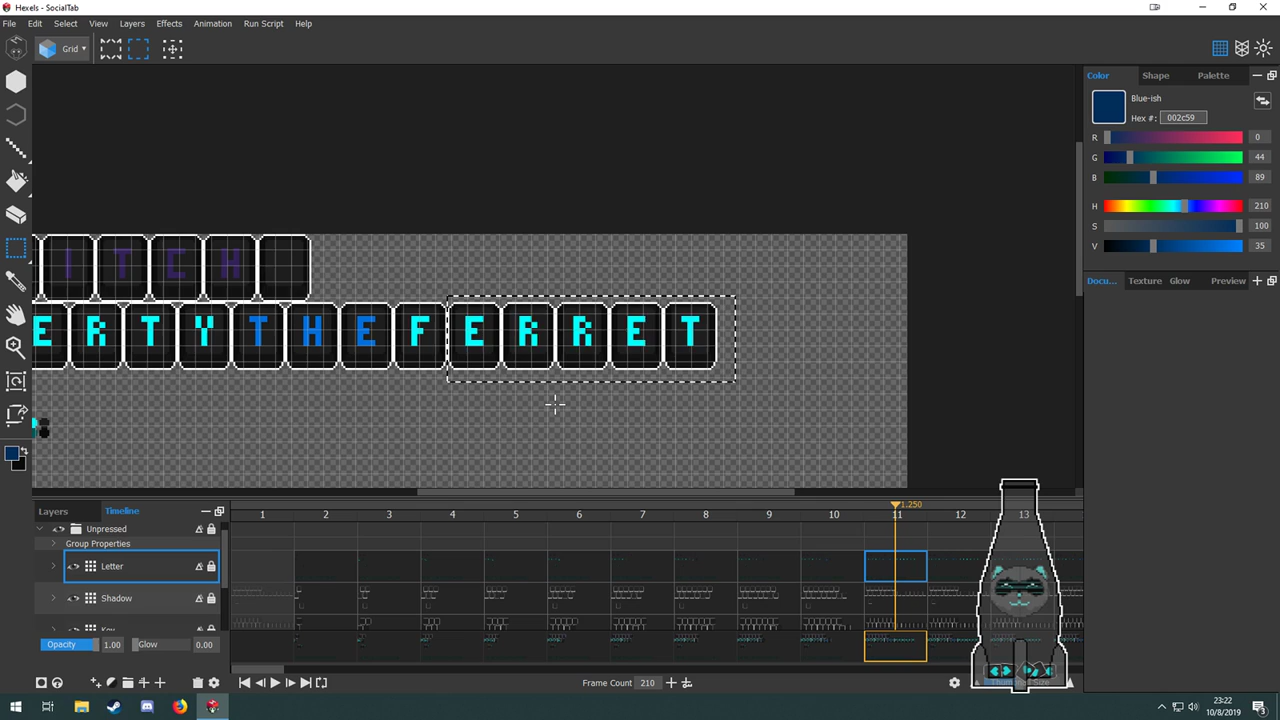 Hexels - SocialTab
File Edit Select View Layers Effects Animation Run Script Help
Grid
Color Shape Palette
Blue-ish
Hex #: 002c59
R 0
G 44
B 89
H 210
S 100
V 35
Docu... Texture Glow Preview
I T C H
E R T Y T H E F E R R E T
Layers Timeline
1.250
1 2 3 4 5 6 7 8 9 10 11 12 13
Unpressed
Group Properties
Letter
Shadow
Opacity 1.00 Glow 0.00
Frame Count 210
Size
23:22
10/8/2019
3